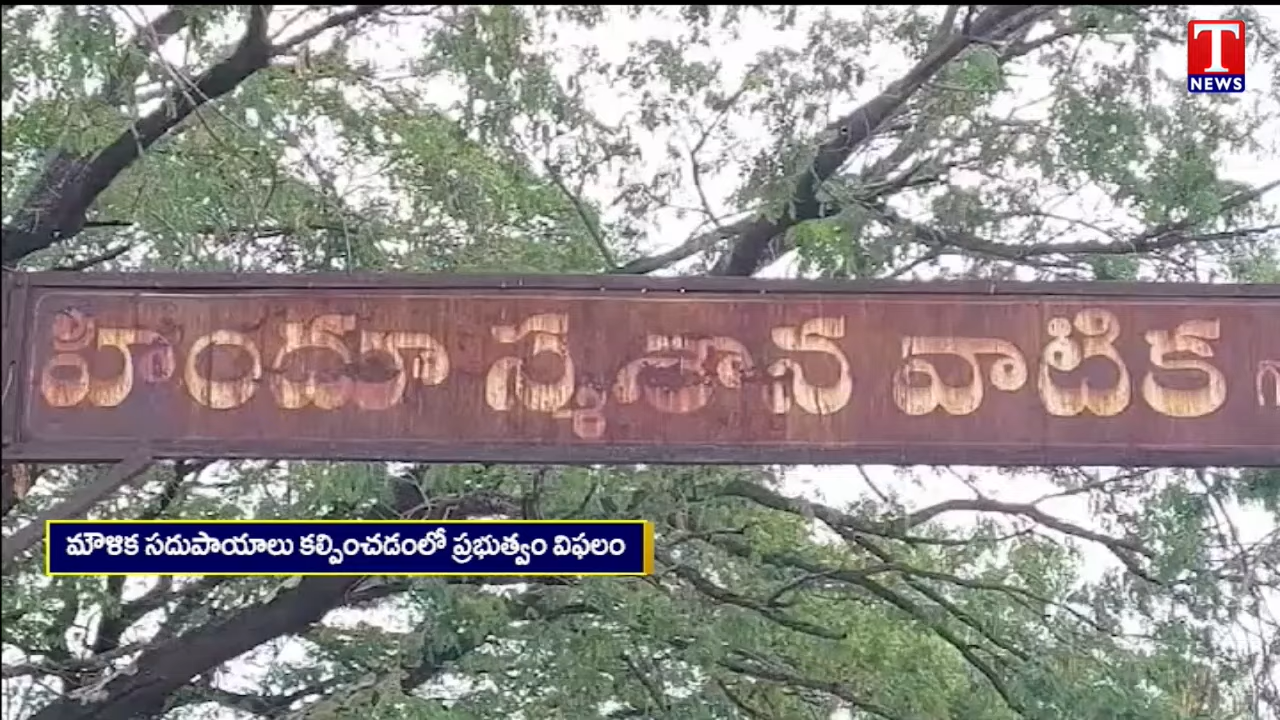 T
NEWS
హిందూ స్మశాన వాటిక
మౌళిక సదుపాయాలు కల్పించడంలో ప్రభుత్వం విఫలం